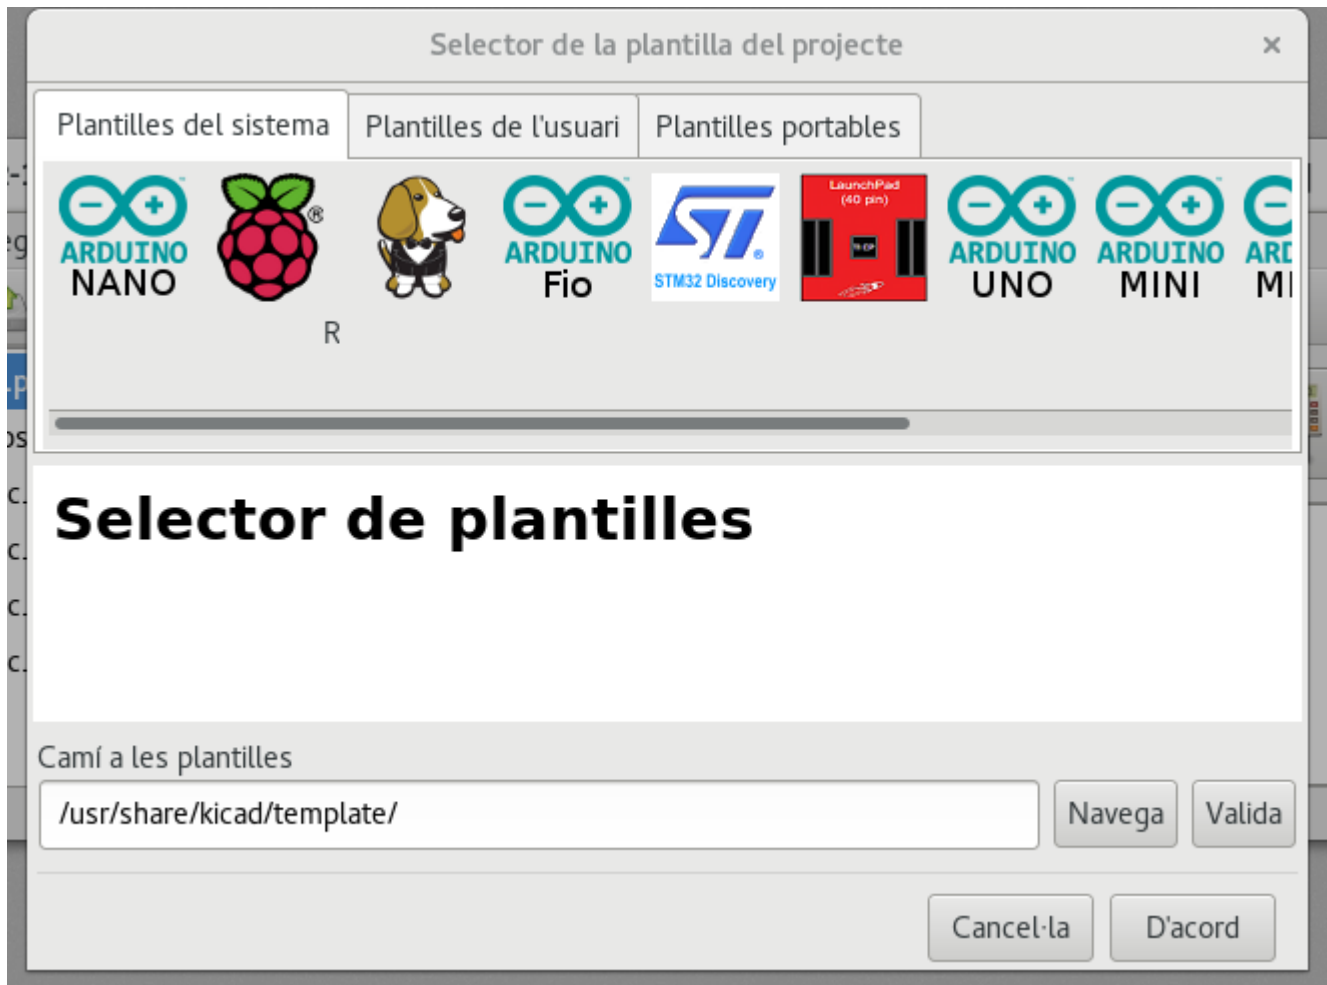 Selector de la plantilla del projecte
Plantilles del sistema
Plantilles de l'usuari
Plantilles portables
ARDUINO
NANO
®
ARDUINO
Fio
STM32 Discovery
LaunchPad
(40 pin)
ARDUINO
UNO
ARDUINO
MINI
ARD
MI
R
Selector de plantilles
Camí a les plantilles
/usr/share/kicad/template/
Navega
Valida
Cancel·la
D'acord